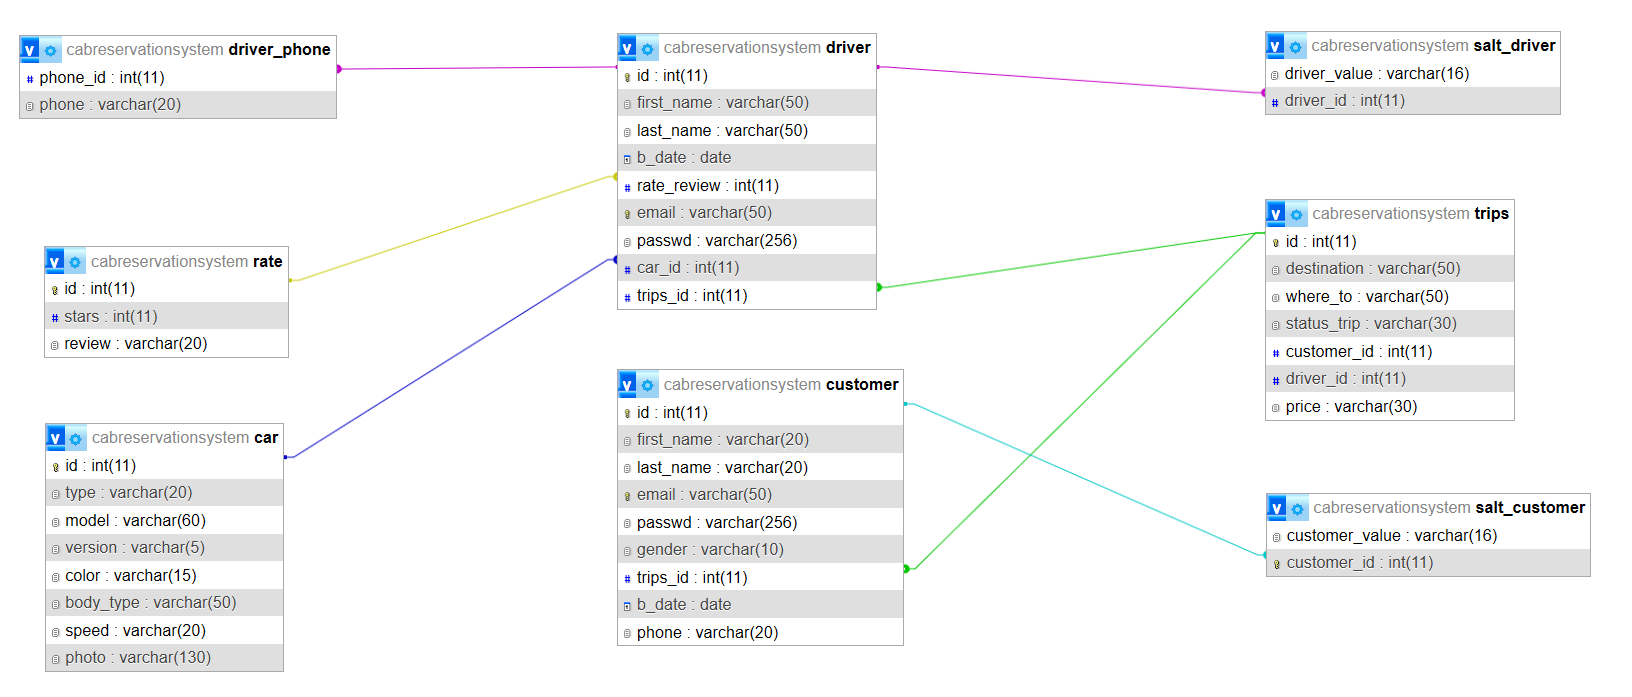 cabreservationsystem driver_phone
phone_id : int(11)
phone : varchar(20)
cabreservationsystem rate
id : int(11)
stars : int(11)
review : varchar(20)
cabreservationsystem car
id : int(11)
type : varchar(20)
model : varchar(60)
version : varchar(5)
color : varchar(15)
body_type : varchar(50)
speed : varchar(20)
photo : varchar(130)
cabreservationsystem driver
id : int(11)
first_name : varchar(50)
last_name : varchar(50)
b_date : date
rate_review : int(11)
email : varchar(50)
passwd : varchar(256)
car_id : int(11)
trips_id : int(11)
cabreservationsystem customer
id : int(11)
first_name : varchar(20)
last_name : varchar(20)
email : varchar(50)
passwd : varchar(256)
gender : varchar(10)
trips_id : int(11)
b_date : date
phone : varchar(20)
cabreservationsystem salt_driver
driver_value : varchar(16)
driver_id : int(11)
cabreservationsystem trips
id : int(11)
destination : varchar(50)
where_to : varchar(50)
status_trip : varchar(30)
customer_id : int(11)
driver_id : int(11)
price : varchar(30)
cabreservationsystem salt_customer
customer_value : varchar(16)
customer_id : int(11)